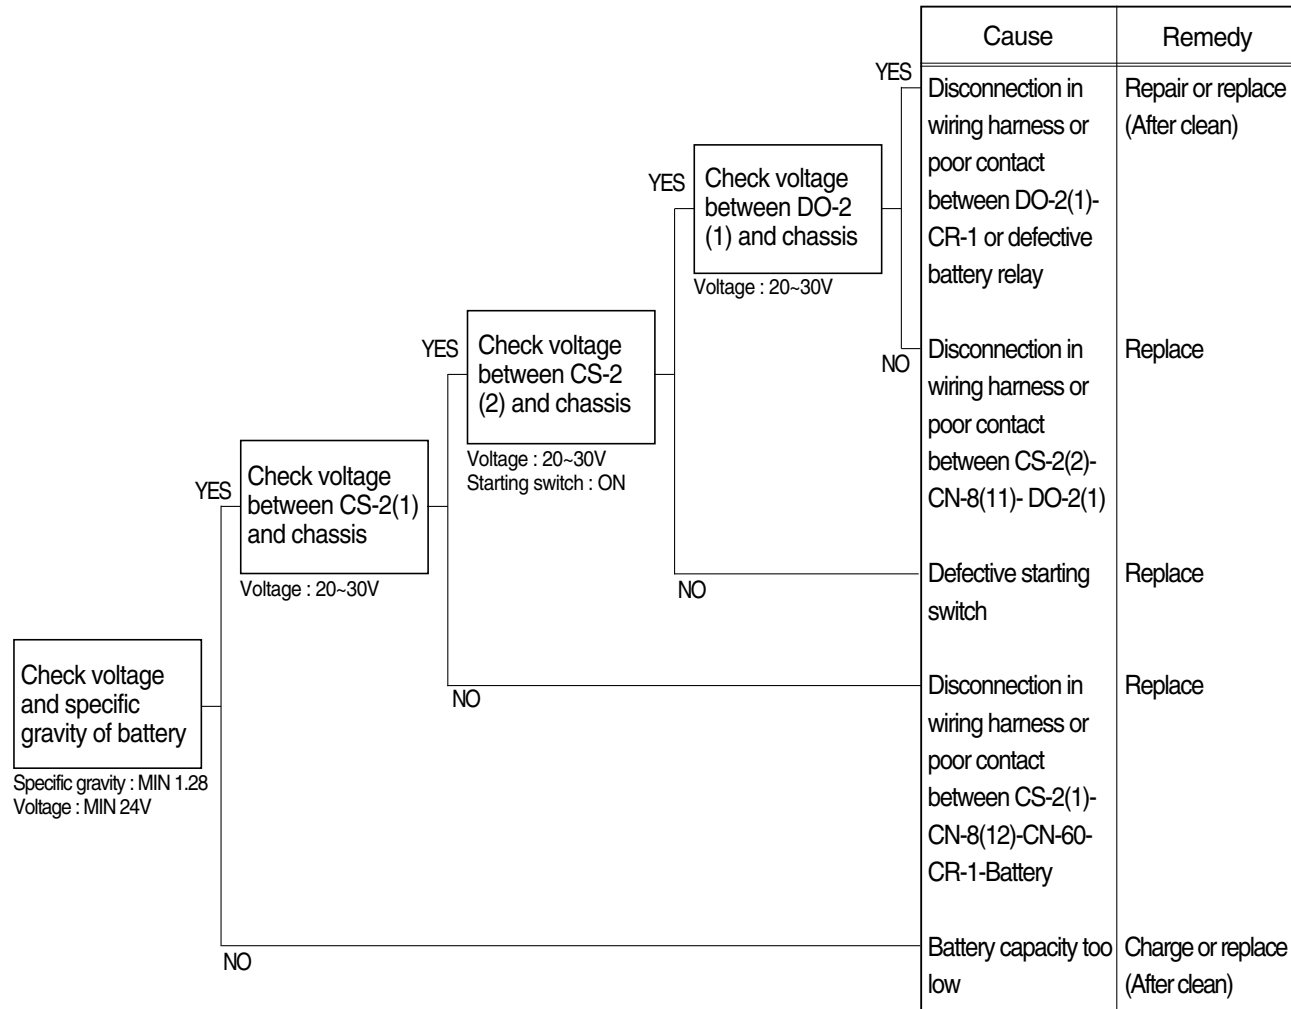 Cause
Remedy
YES
Disconnection in
wiring harness or
poor contact
between DO-2(1)-
CR-1 or defective
battery relay
Repair or replace
(After clean)
YES
Check voltage
between DO-2
(1) and chassis
Voltage : 20~30V
NO
Disconnection in
wiring harness or
poor contact
between CS-2(2)-
CN-8(11)- DO-2(1)
Replace
YES
Check voltage
between CS-2
(2) and chassis
Voltage : 20~30V
Starting switch : ON
NO
Defective starting
switch
Replace
YES
Check voltage
between CS-2(1)
and chassis
Voltage : 20~30V
NO
Disconnection in
wiring harness or
poor contact
between CS-2(1)-
CN-8(12)-CN-60-
CR-1-Battery
Replace
Check voltage
and specific
gravity of battery
Specific gravity : MIN 1.28
Voltage : MIN 24V
NO
Battery capacity too
low
Charge or replace
(After clean)